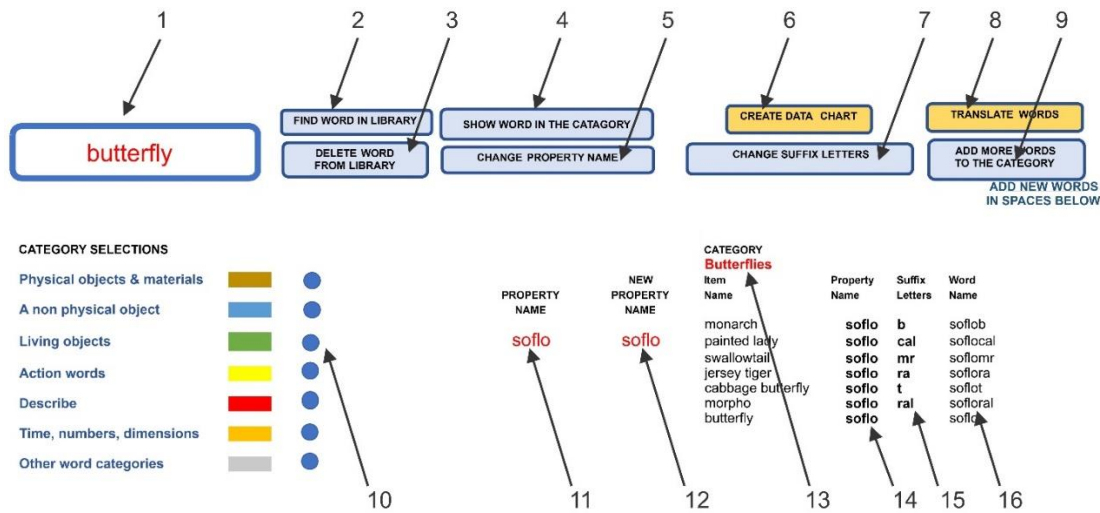 1 2 3 4 5 6 7 8 9
butterfly
FIND WORD IN LIBRARY
DELETE WORD
FROM LIBRARY
SHOW WORD IN THE CATAGORY
CHANGE PROPERTY NAME
CREATE DATA CHART
CHANGE SUFFIX LETTERS
TRANSLATE WORDS
ADD MORE WORDS
TO THE CATEGORY
ADD NEW WORDS
IN SPACES BELOW
CATEGORY SELECTIONS
Physical objects & materials
A non physical object
Living objects
Action words
Describe
Time, numbers, dimensions
Other word categories
PROPERTY
NAME
soflo
NEW
PROPERTY
NAME
soflo
CATEGORY
Butterflies
Item Property Suffix Word
Name Name Letters Name
monarch soflo b soflob
painted lady soflo cal soflocal
swallowtail soflo mr soflomr
jersey tiger soflo ra soflora
cabbage butterfly soflo t soflot
morpho soflo ral sofloral
butterfly soflo soflo
10 11 12 13 14 15 16